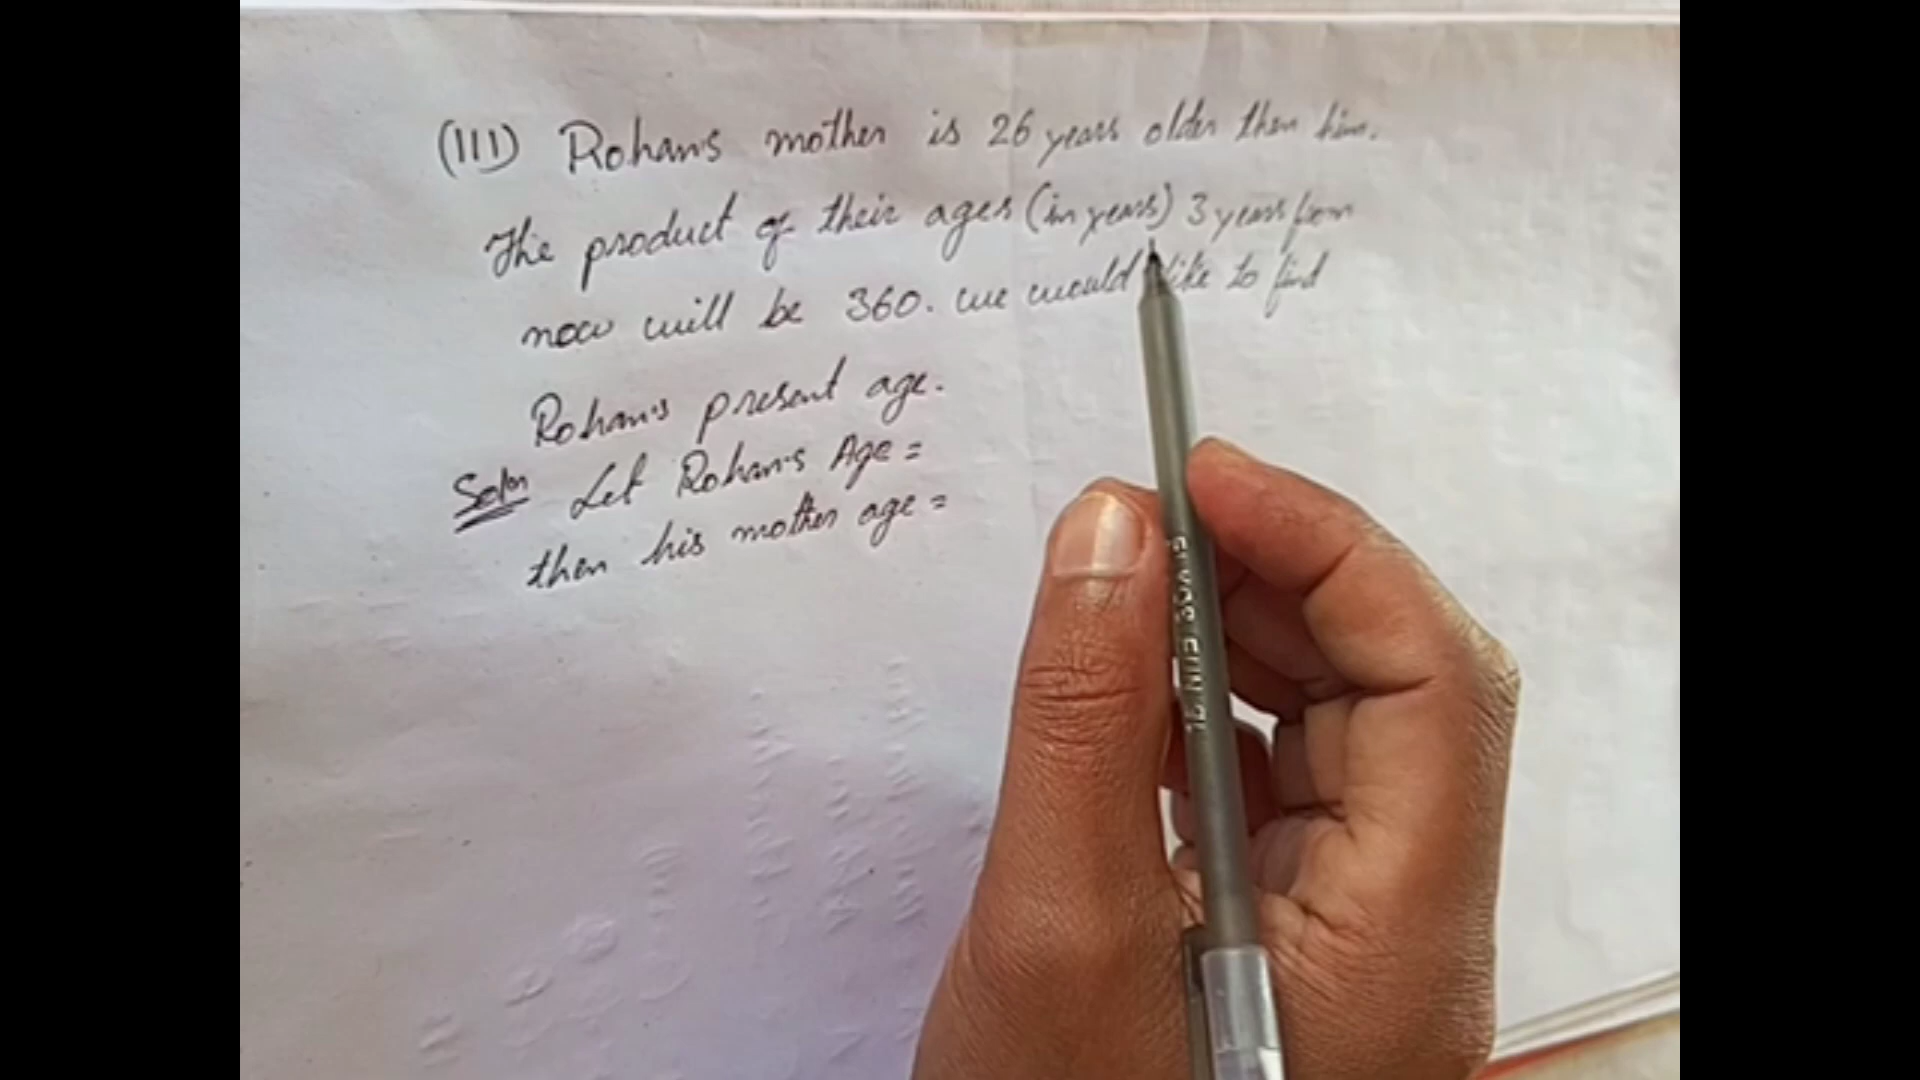 (III) Rohan's mother is 26 years older then him.
The product of their ages (in years) 3 years from
now will be 360. we would like to find
Rohan's present age.
Soln Let Rohan's Age =
then his mother age =